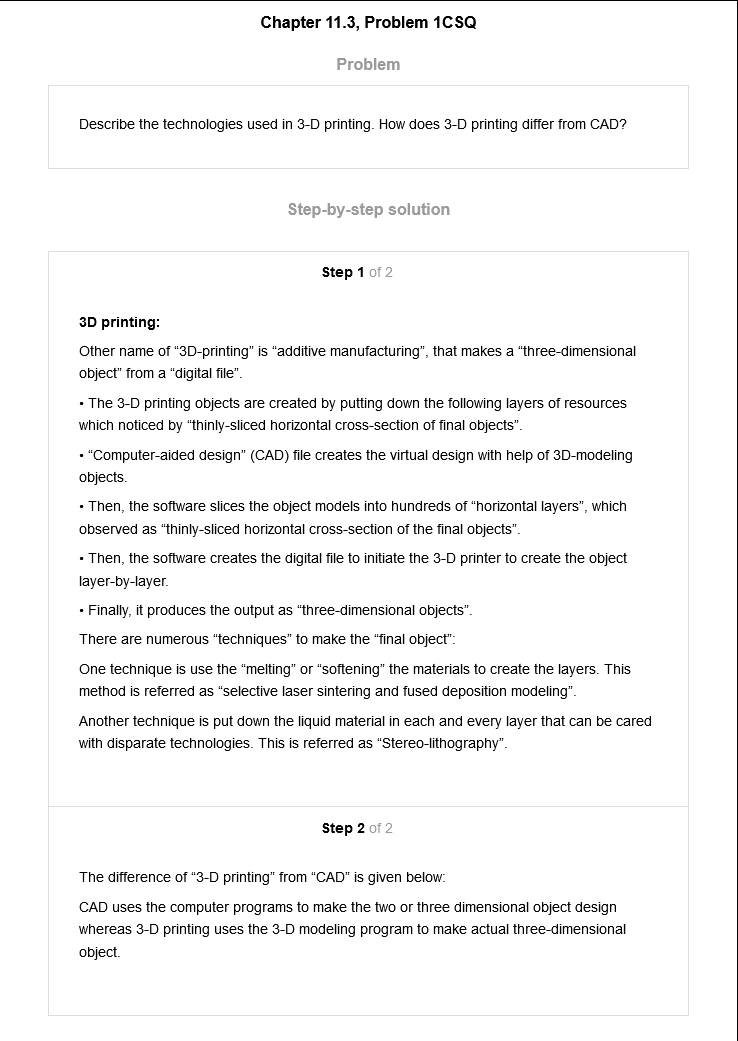 Chapter 11.3, Problem 1CSQ
Problem
Describe the technologies used in 3-D printing. How does 3-D printing differ from CAD?
Step-by-step solution
Step 1 of 2
3D printing:
Other name of “3D-printing” is “additive manufacturing”, that makes a “three-dimensional
object” from a “digital file”.
• The 3-D printing objects are created by putting down the following layers of resources
which noticed by “thinly-sliced horizontal cross-section of final objects”.
• “Computer-aided design” (CAD) file creates the virtual design with help of 3D-modeling
objects.
• Then, the software slices the object models into hundreds of “horizontal layers”, which
observed as “thinly-sliced horizontal cross-section of the final objects”.
• Then, the software creates the digital file to initiate the 3-D printer to create the object
layer-by-layer.
• Finally, it produces the output as “three-dimensional objects”.
There are numerous “techniques” to make the “final object”:
One technique is use the “melting” or “softening” the materials to create the layers. This
method is referred as “selective laser sintering and fused deposition modeling”.
Another technique is put down the liquid material in each and every layer that can be cared
with disparate technologies. This is referred as “Stereo-lithography”.
Step 2 of 2
The difference of “3-D printing” from “CAD” is given below:
CAD uses the computer programs to make the two or three dimensional object design
whereas 3-D printing uses the 3-D modeling program to make actual three-dimensional
object.